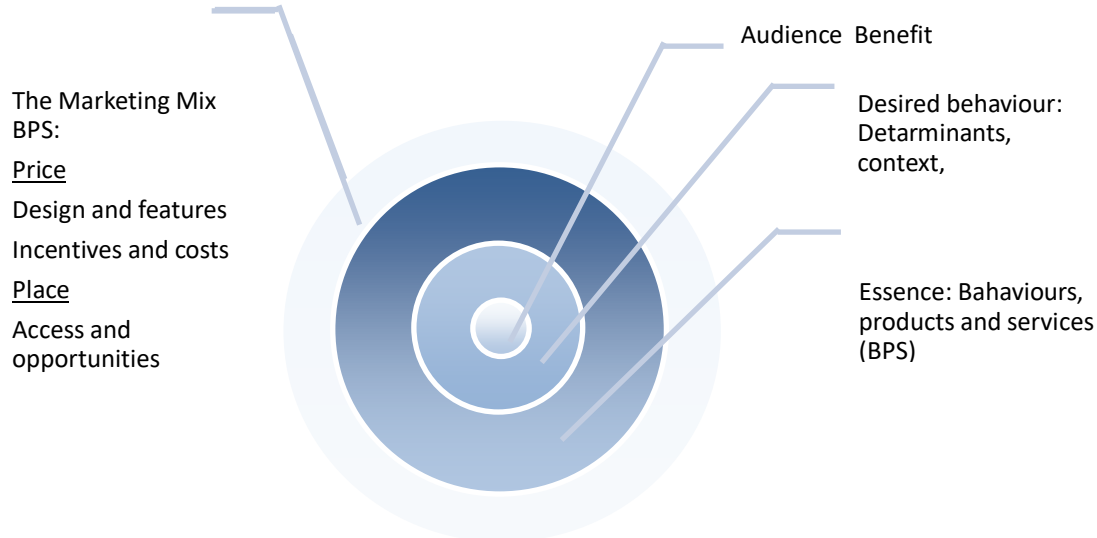 The Marketing Mix
BPS:
Price
Design and features
Incentives and costs
Place
Access and
opportunities
Audience  Benefit
Desired behaviour:
Detarminants,
context,
Essence: Bahaviours,
products and services
(BPS)